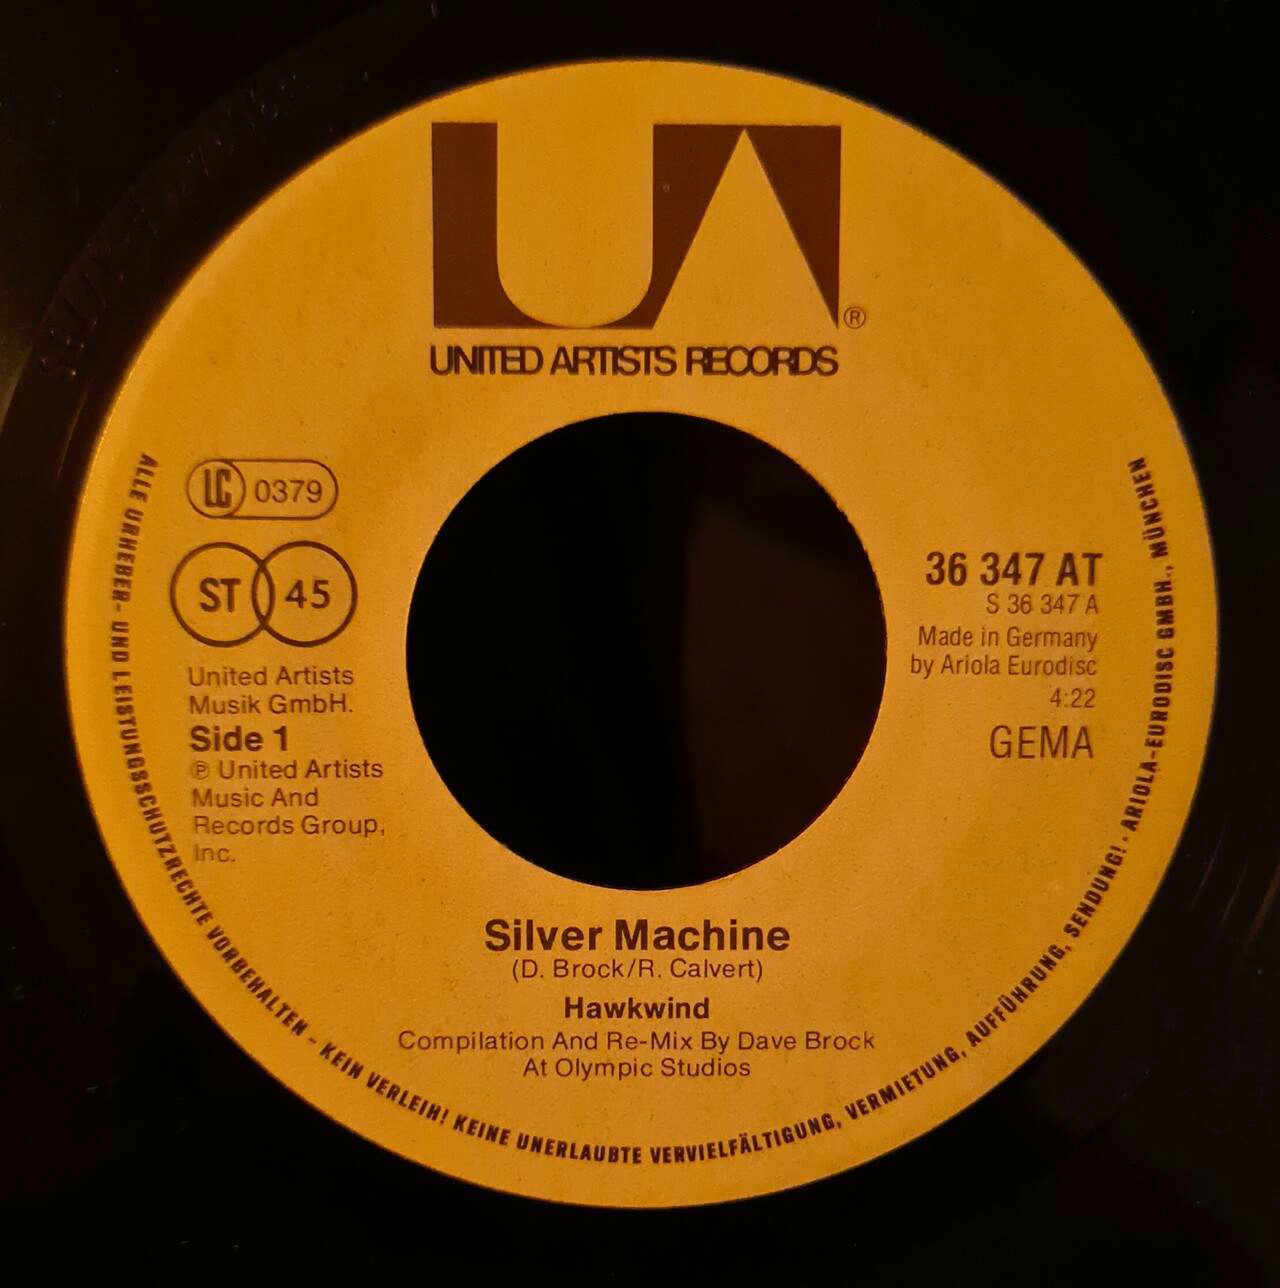 UA
®
UNITED ARTISTS RECORDS
LC 0379
ST 45
United Artists
Musik GmbH.
Side 1
℗ United Artists
Music And
Records Group,
Inc.
36 347 AT
S 36 347 A
Made in Germany
by Ariola Eurodisc
4:22
GEMA
Silver Machine
(D. Brock/R. Calvert)
Hawkwind
Compilation And Re-Mix By Dave Brock
At Olympic Studios
ALLE URHEBER- UND LEISTUNGSSCHUTZRECHTE VORBEHALTEN – KEIN VERLEIH! KEINE UNERLAUBTE VERVIELFÄLTIGUNG, VERMIETUNG, AUFFÜHRUNG, SENDUNG! · ARIOLA-EURODISC GMBH., MÜNCHEN